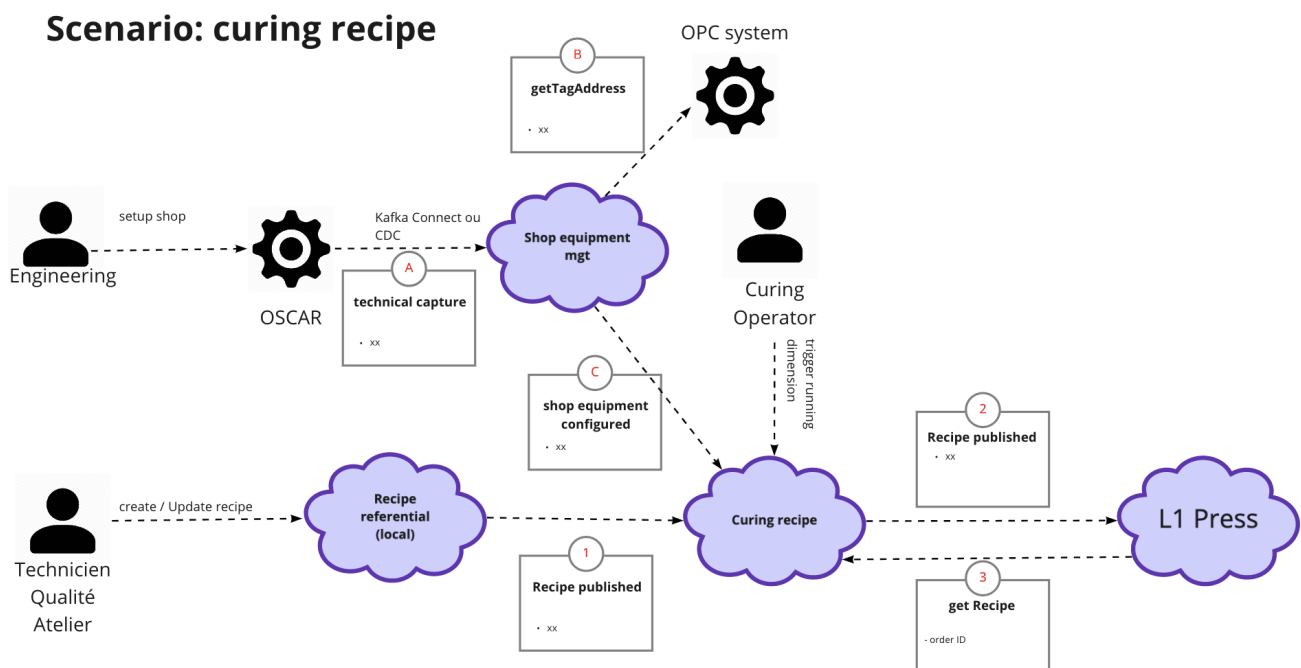 Scenario: curing recipe
OPC system
B
getTagAddress
• xx
setup shop
Engineering
OSCAR
Kafka Connect ou
CDC
A
technical capture
• xx
Shop equipment
mgt
Curing
Operator
trigger running
dimension
C
shop equipment
configured
• xx
Technicien
Qualité
Atelier
create / Update recipe
Recipe
referential
(local)
1
Recipe published
• xx
Curing recipe
2
Recipe published
• xx
L1 Press
3
get Recipe
- order ID